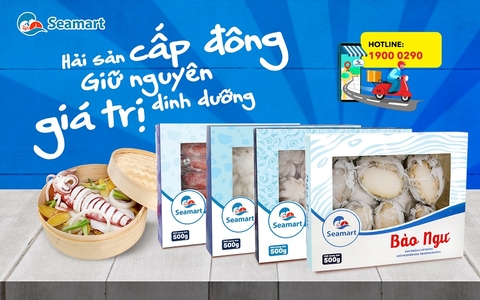 Seamart
Hải sản cấp đông
Giữ nguyên
giá trị dinh dưỡng
HOTLINE:
1900 0290
Seamart
500g
Seamart
500g
Seamart
500g
Seamart
Bào Ngư
500g